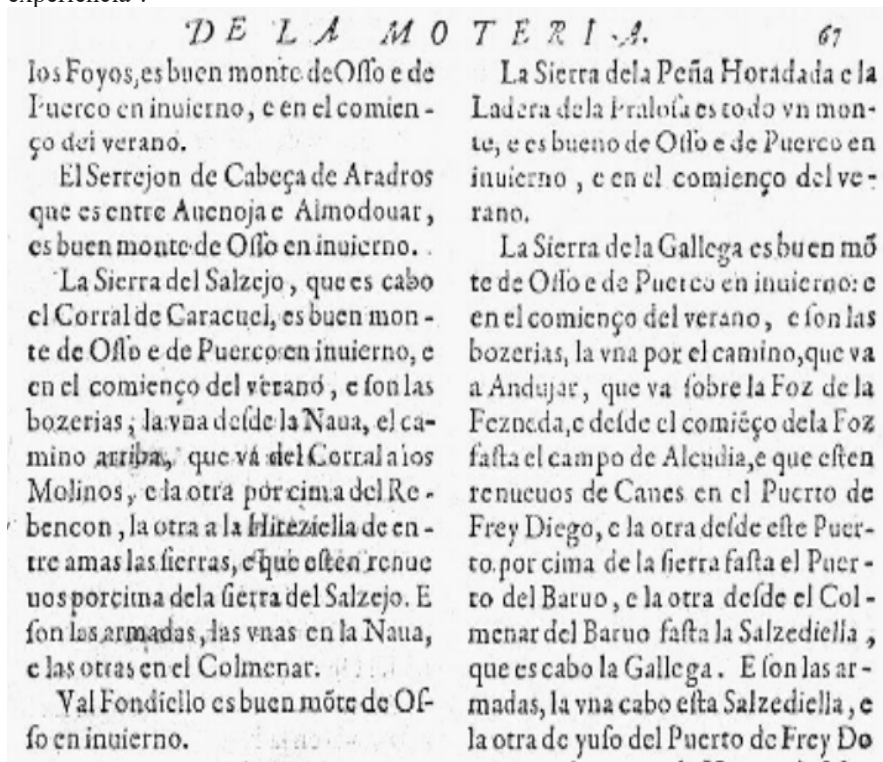 DE LA MOTERIA. 67
los Foyos, es buen monte de Osso e de
Puerco en inuierno, e en el comien-
ço del verano.
El Serrejon de Cabeça de Aradros
que es entre Auenoja e Almodouar,
es buen monte de Osso en inuierno.
La Sierra del Salzejo, que es cabo
el Corral de Caracuel, es buen mon-
te de Osso e de Puerco en inuierno, e
en el comienço del verano, e son las
bozerias; la vna desde la Naua, el ca-
mino arriba, que vá del Corral a los
Molinos, e la otra por cima del Re-
bencon, la otra a la Hiteziella de en-
tre amas las sierras, e que esten renue
uos por cima dela sierra del Salzejo. E
son las armadas, las vnas en la Naua,
e las otras en el Colmenar.
Val Fondiello es buen mõte de Os-
so en inuierno.
La Sierra dela Peña Horadada e la
Ladera dela Fralosa es todo vn mon-
te, e es bueno de Osso e de Puerco en
inuierno, e en el comienço del ve-
rano.
La Sierra dela Gallega es buen mõ
te de Osso e de Puerco en inuierno: e
en el comienço del verano, e son las
bozerias, la vna por el camino, que va
a Andujar, que va sobre la Foz de la
Fezneda, e desde el comiẽço dela Foz
fasta el campo de Alcudia, e que esten
renueuos de Canes en el Puerto de
Frey Diego, e la otra desde este Puer-
to por cima de la sierra fasta el Puer-
to del Baruo, e la otra desde el Col-
menar del Baruo fasta la Salzediella,
que es cabo la Gallega. E son las ar-
madas, la vna cabo esta Salzediella, e
la otra de yuso del Puerto de Frey Do